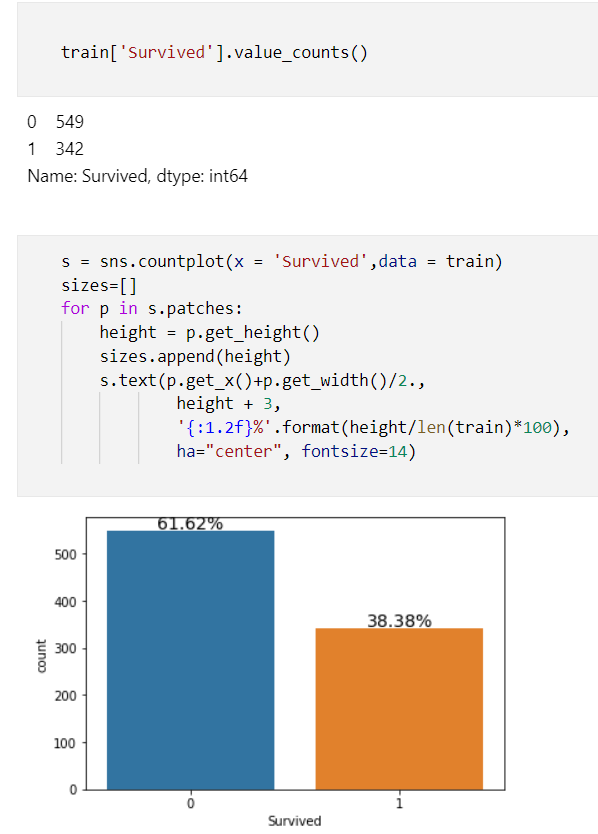 train['Survived'].value_counts()
0 549
1 342
Name: Survived, dtype: int64
s = sns.countplot(x = 'Survived',data = train)
sizes=[]
for p in s.patches:
height = p.get_height()
sizes.append(height)
s.text(p.get_x()+p.get_width()/2.,
height + 3,
'{:1.2f}%'.format(height/len(train)*100),
ha="center", fontsize=14)
61.62%
38.38%
500
400
300
200
100
0
count
0 1
Survived